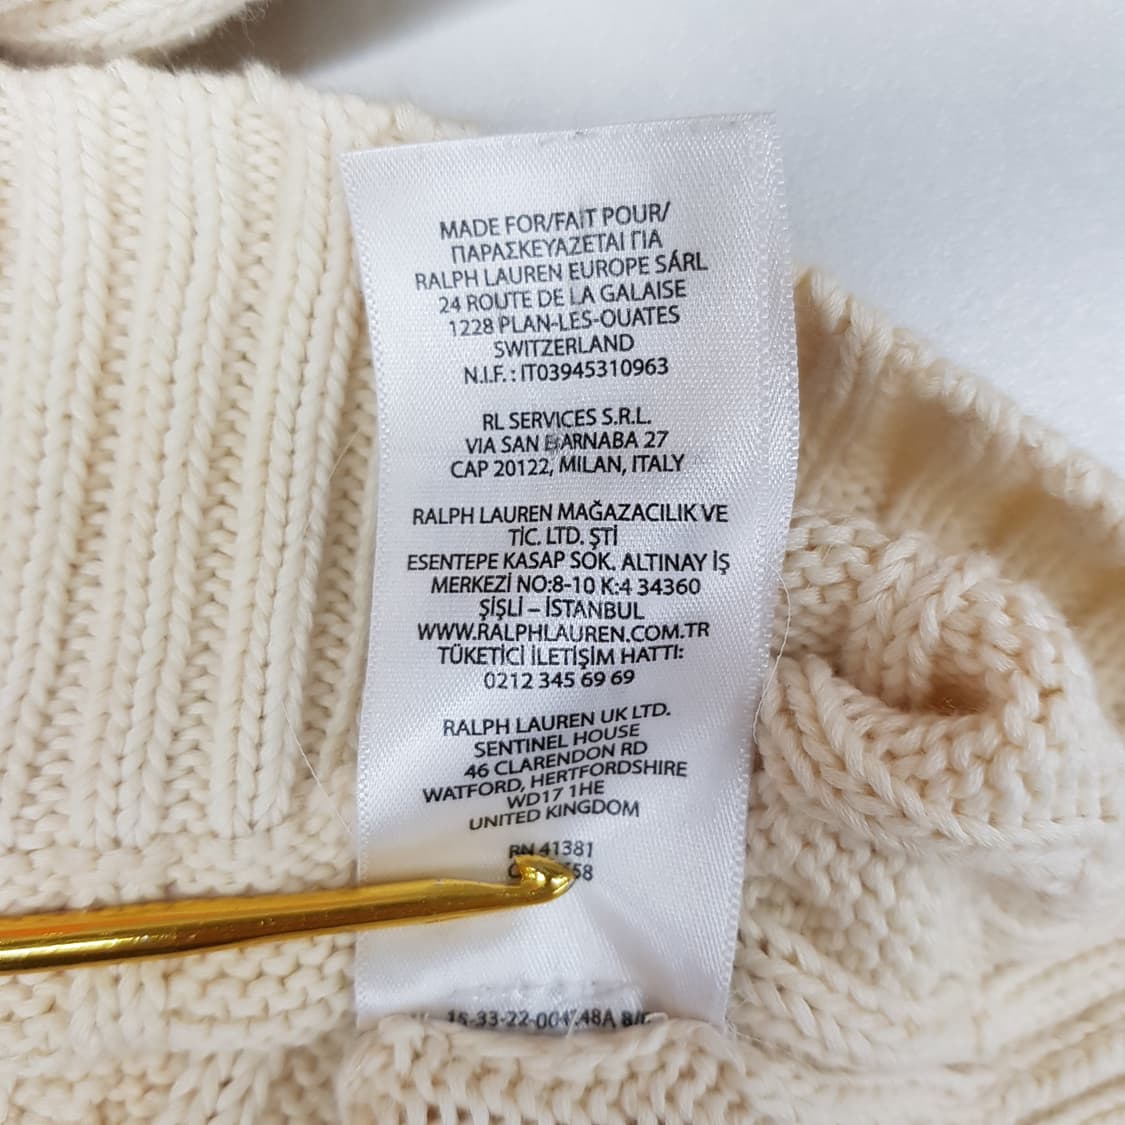 MADE FOR/FAIT POUR/
ΠΑΡΑΣΚΕΥΑΖΕΤΑΙ ΓΙΑ
RALPH LAUREN EUROPE SÁRL
24 ROUTE DE LA GALAISE
1228 PLAN-LES-OUATES
SWITZERLAND
N.I.F. : IT03945310963
RL SERVICES S.R.L.
VIA SAN BARNABA 27
CAP 20122, MILAN, ITALY
RALPH LAUREN MAĞAZACILIK VE
TİC. LTD. ŞTİ
ESENTEPE KASAP SOK. ALTINAY İŞ
MERKEZİ NO:8-10 K:4 34360
ŞİŞLİ – İSTANBUL
WWW.RALPHLAUREN.COM.TR
TÜKETİCİ İLETİŞİM HATTI:
0212 345 69 69
RALPH LAUREN UK LTD.
SENTINEL HOUSE
46 CLARENDON RD
WATFORD, HERTFORDSHIRE
WD17 1HE
UNITED KINGDOM
RN 41381